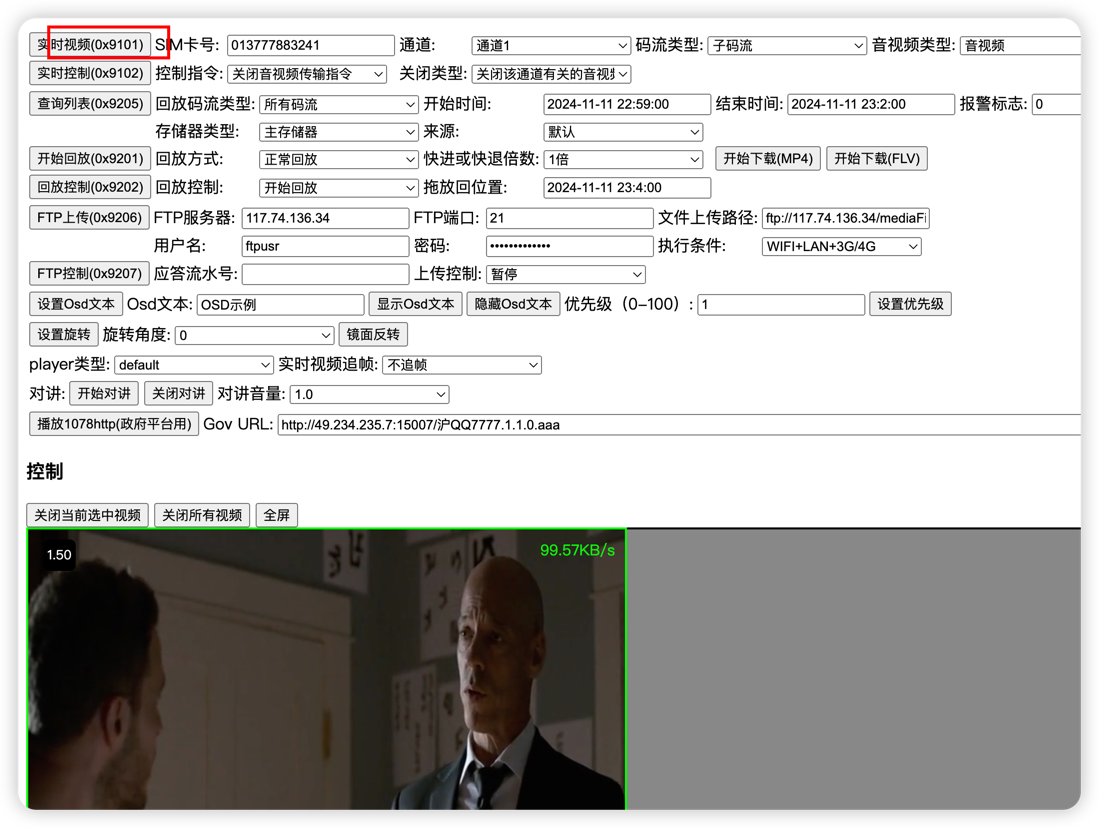 实时视频(0x9101) SIM卡号: 013777883241 通道: 通道1 码流类型: 子码流 音视频类型: 音视频
实时控制(0x9102) 控制指令: 关闭音视频传输指令 关闭类型: 关闭该通道有关的音视
查询列表(0x9205) 回放码流类型: 所有码流 开始时间: 2024-11-11 22:59:00 结束时间: 2024-11-11 23:2:00 报警标志: 0
存储器类型: 主存储器 来源: 默认
开始回放(0x9201) 回放方式: 正常回放 快进或快退倍数: 1倍 开始下载(MP4) 开始下载(FLV)
回放控制(0x9202) 回放控制: 开始回放 拖放回位置: 2024-11-11 23:4:00
FTP上传(0x9206) FTP服务器: 117.74.136.34 FTP端口: 21 文件上传路径: ftp://117.74.136.34/mediaFi
用户名: ftpusr 密码: ••••••••••••• 执行条件: WIFI+LAN+3G/4G
FTP控制(0x9207) 应答流水号: 上传控制: 暂停
设置Osd文本 Osd文本: OSD示例 显示Osd文本 隐藏Osd文本 优先级（0-100）: 1 设置优先级
设置旋转 旋转角度: 0 镜面反转
player类型: default 实时视频追帧: 不追帧
对讲: 开始对讲 关闭对讲 对讲音量: 1.0
播放1078http(政府平台用) Gov URL: http://49.234.235.7:15007/沪QQ7777.1.1.0.aaa
控制
关闭当前选中视频 关闭所有视频 全屏
1.50 99.57KB/s